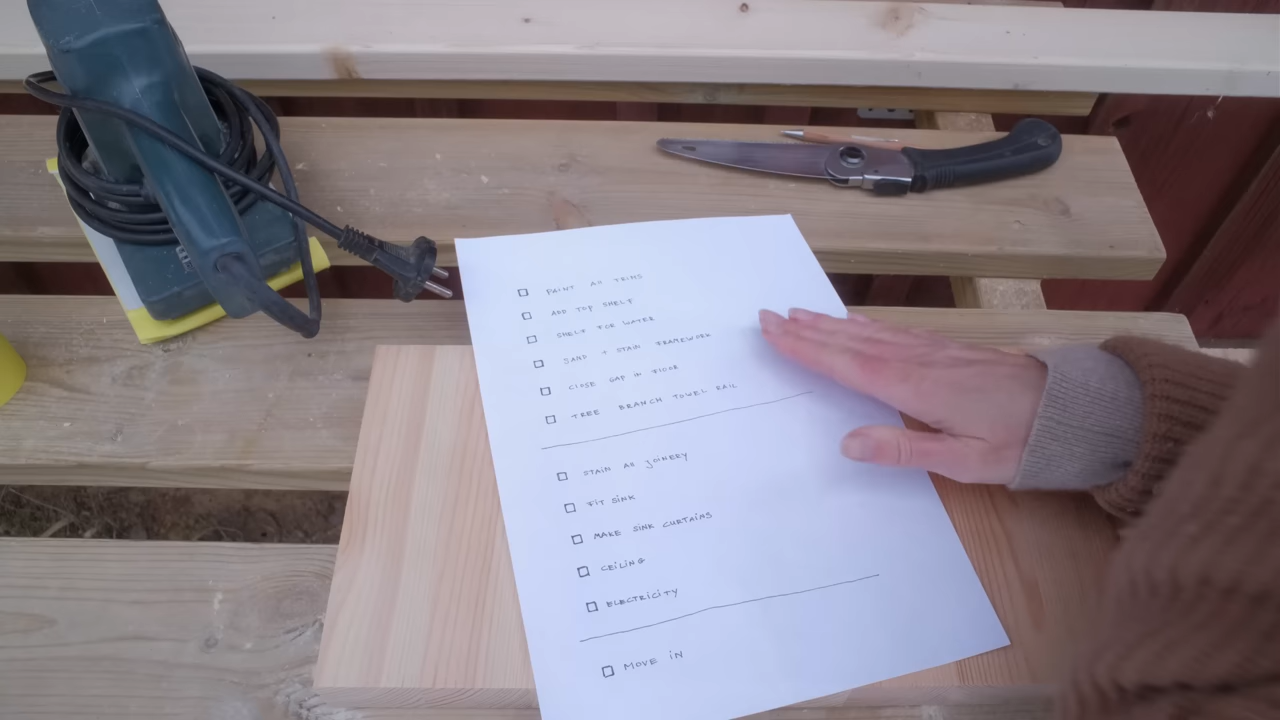 PAINT ALL TRIMS
ADD TOP SHELF
SHELF FOR WATER
SAND + STAIN FRAMEWORK
CLOSE GAP IN FLOOR
TREE BRANCH TOWEL RAIL
STAIN ALL JOINERY
FIT SINK
MAKE SINK CURTAINS
CEILING
ELECTRICITY
MOVE IN